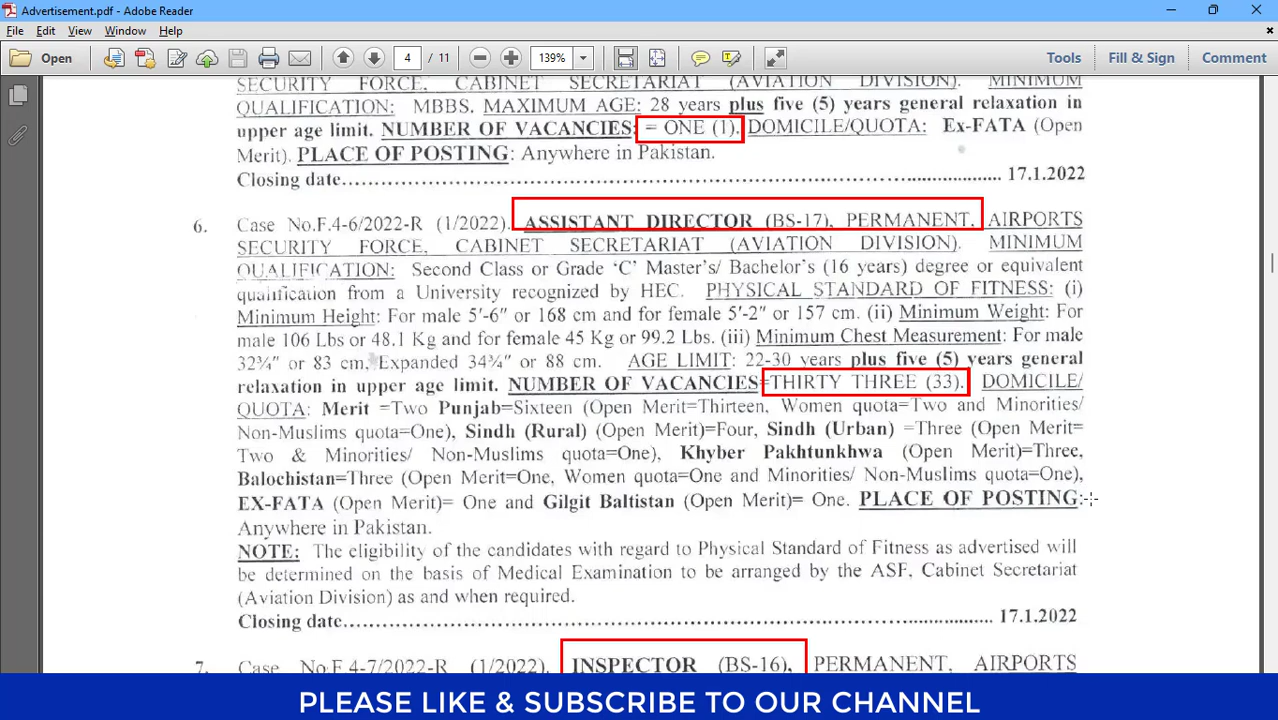 Advertisement.pdf - Adobe Reader
File Edit View Window Help
Open 4 / 11 139% Tools Fill & Sign Comment
SECURITY FORCE, CABINET SECRETARIAT (AVIATION DIVISION). MINIMUM
QUALIFICATION: MBBS. MAXIMUM AGE: 28 years plus five (5) years general relaxation in
upper age limit. NUMBER OF VACANCIES: = ONE (1). DOMICILE/QUOTA: Ex-FATA (Open
Merit). PLACE OF POSTING: Anywhere in Pakistan.
Closing date........................................................................................ 17.1.2022
6. Case No.F.4-6/2022-R (1/2022). ASSISTANT DIRECTOR (BS-17), PERMANENT, AIRPORTS
SECURITY FORCE, CABINET SECRETARIAT (AVIATION DIVISION). MINIMUM
QUALIFICATION: Second Class or Grade ‘C’ Master’s/ Bachelor’s (16 years) degree or equivalent
qualification from a University recognized by HEC. PHYSICAL STANDARD OF FITNESS: (i)
Minimum Height: For male 5’-6” or 168 cm and for female 5’-2” or 157 cm. (ii) Minimum Weight: For
male 106 Lbs or 48.1 Kg and for female 45 Kg or 99.2 Lbs. (iii) Minimum Chest Measurement: For male
32¾” or 83 cm, Expanded 34¾” or 88 cm. AGE LIMIT: 22-30 years plus five (5) years general
relaxation in upper age limit. NUMBER OF VACANCIES=THIRTY THREE (33). DOMICILE/
QUOTA: Merit =Two Punjab=Sixteen (Open Merit=Thirteen, Women quota=Two and Minorities/
Non-Muslims quota=One), Sindh (Rural) (Open Merit)=Four, Sindh (Urban) =Three (Open Merit=
Two & Minorities/ Non-Muslims quota=One), Khyber Pakhtunkhwa (Open Merit)=Three,
Balochistan=Three (Open Merit=One, Women quota=One and Minorities/ Non-Muslims quota=One),
EX-FATA (Open Merit)= One and Gilgit Baltistan (Open Merit)= One. PLACE OF POSTING:
Anywhere in Pakistan.
NOTE: The eligibility of the candidates with regard to Physical Standard of Fitness as advertised will
be determined on the basis of Medical Examination to be arranged by the ASF, Cabinet Secretariat
(Aviation Division) as and when required.
Closing date........................................................................................ 17.1.2022
7. Case No.F.4-7/2022-R (1/2022). INSPECTOR (BS-16), PERMANENT, AIRPORTS
PLEASE LIKE & SUBSCRIBE TO OUR CHANNEL